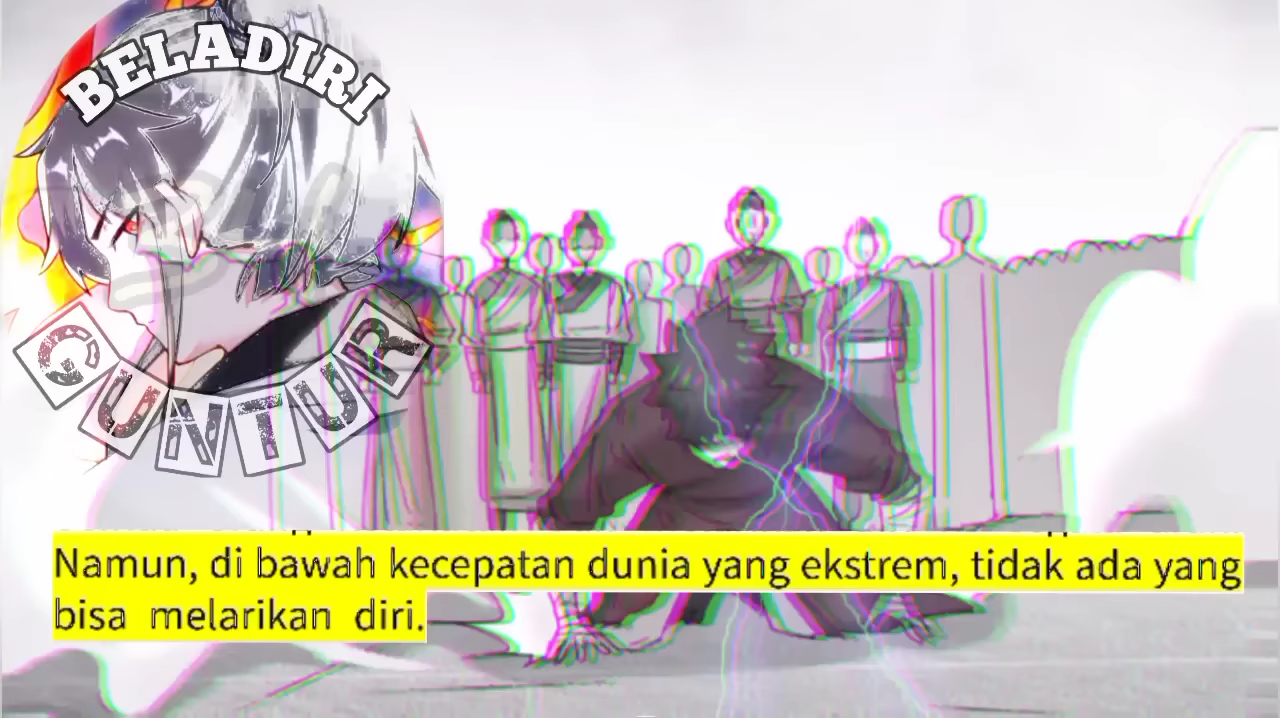 BELADIRI
GUNTUR
Namun, di bawah kecepatan dunia yang ekstrem, tidak ada yang
bisa melarikan diri.